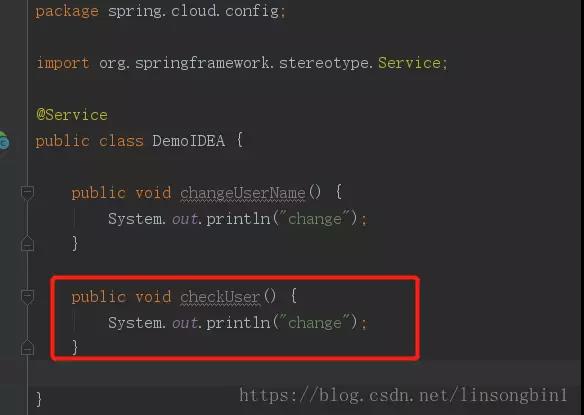 package spring.cloud.config;
import org.springframework.stereotype.Service;
@Service
public class DemoIDEA {
public void changeUserName() {
System.out.println("change");
}
public void checkUser() {
System.out.println("change");
}
}
https://blog.csdn.net/linsongbin1